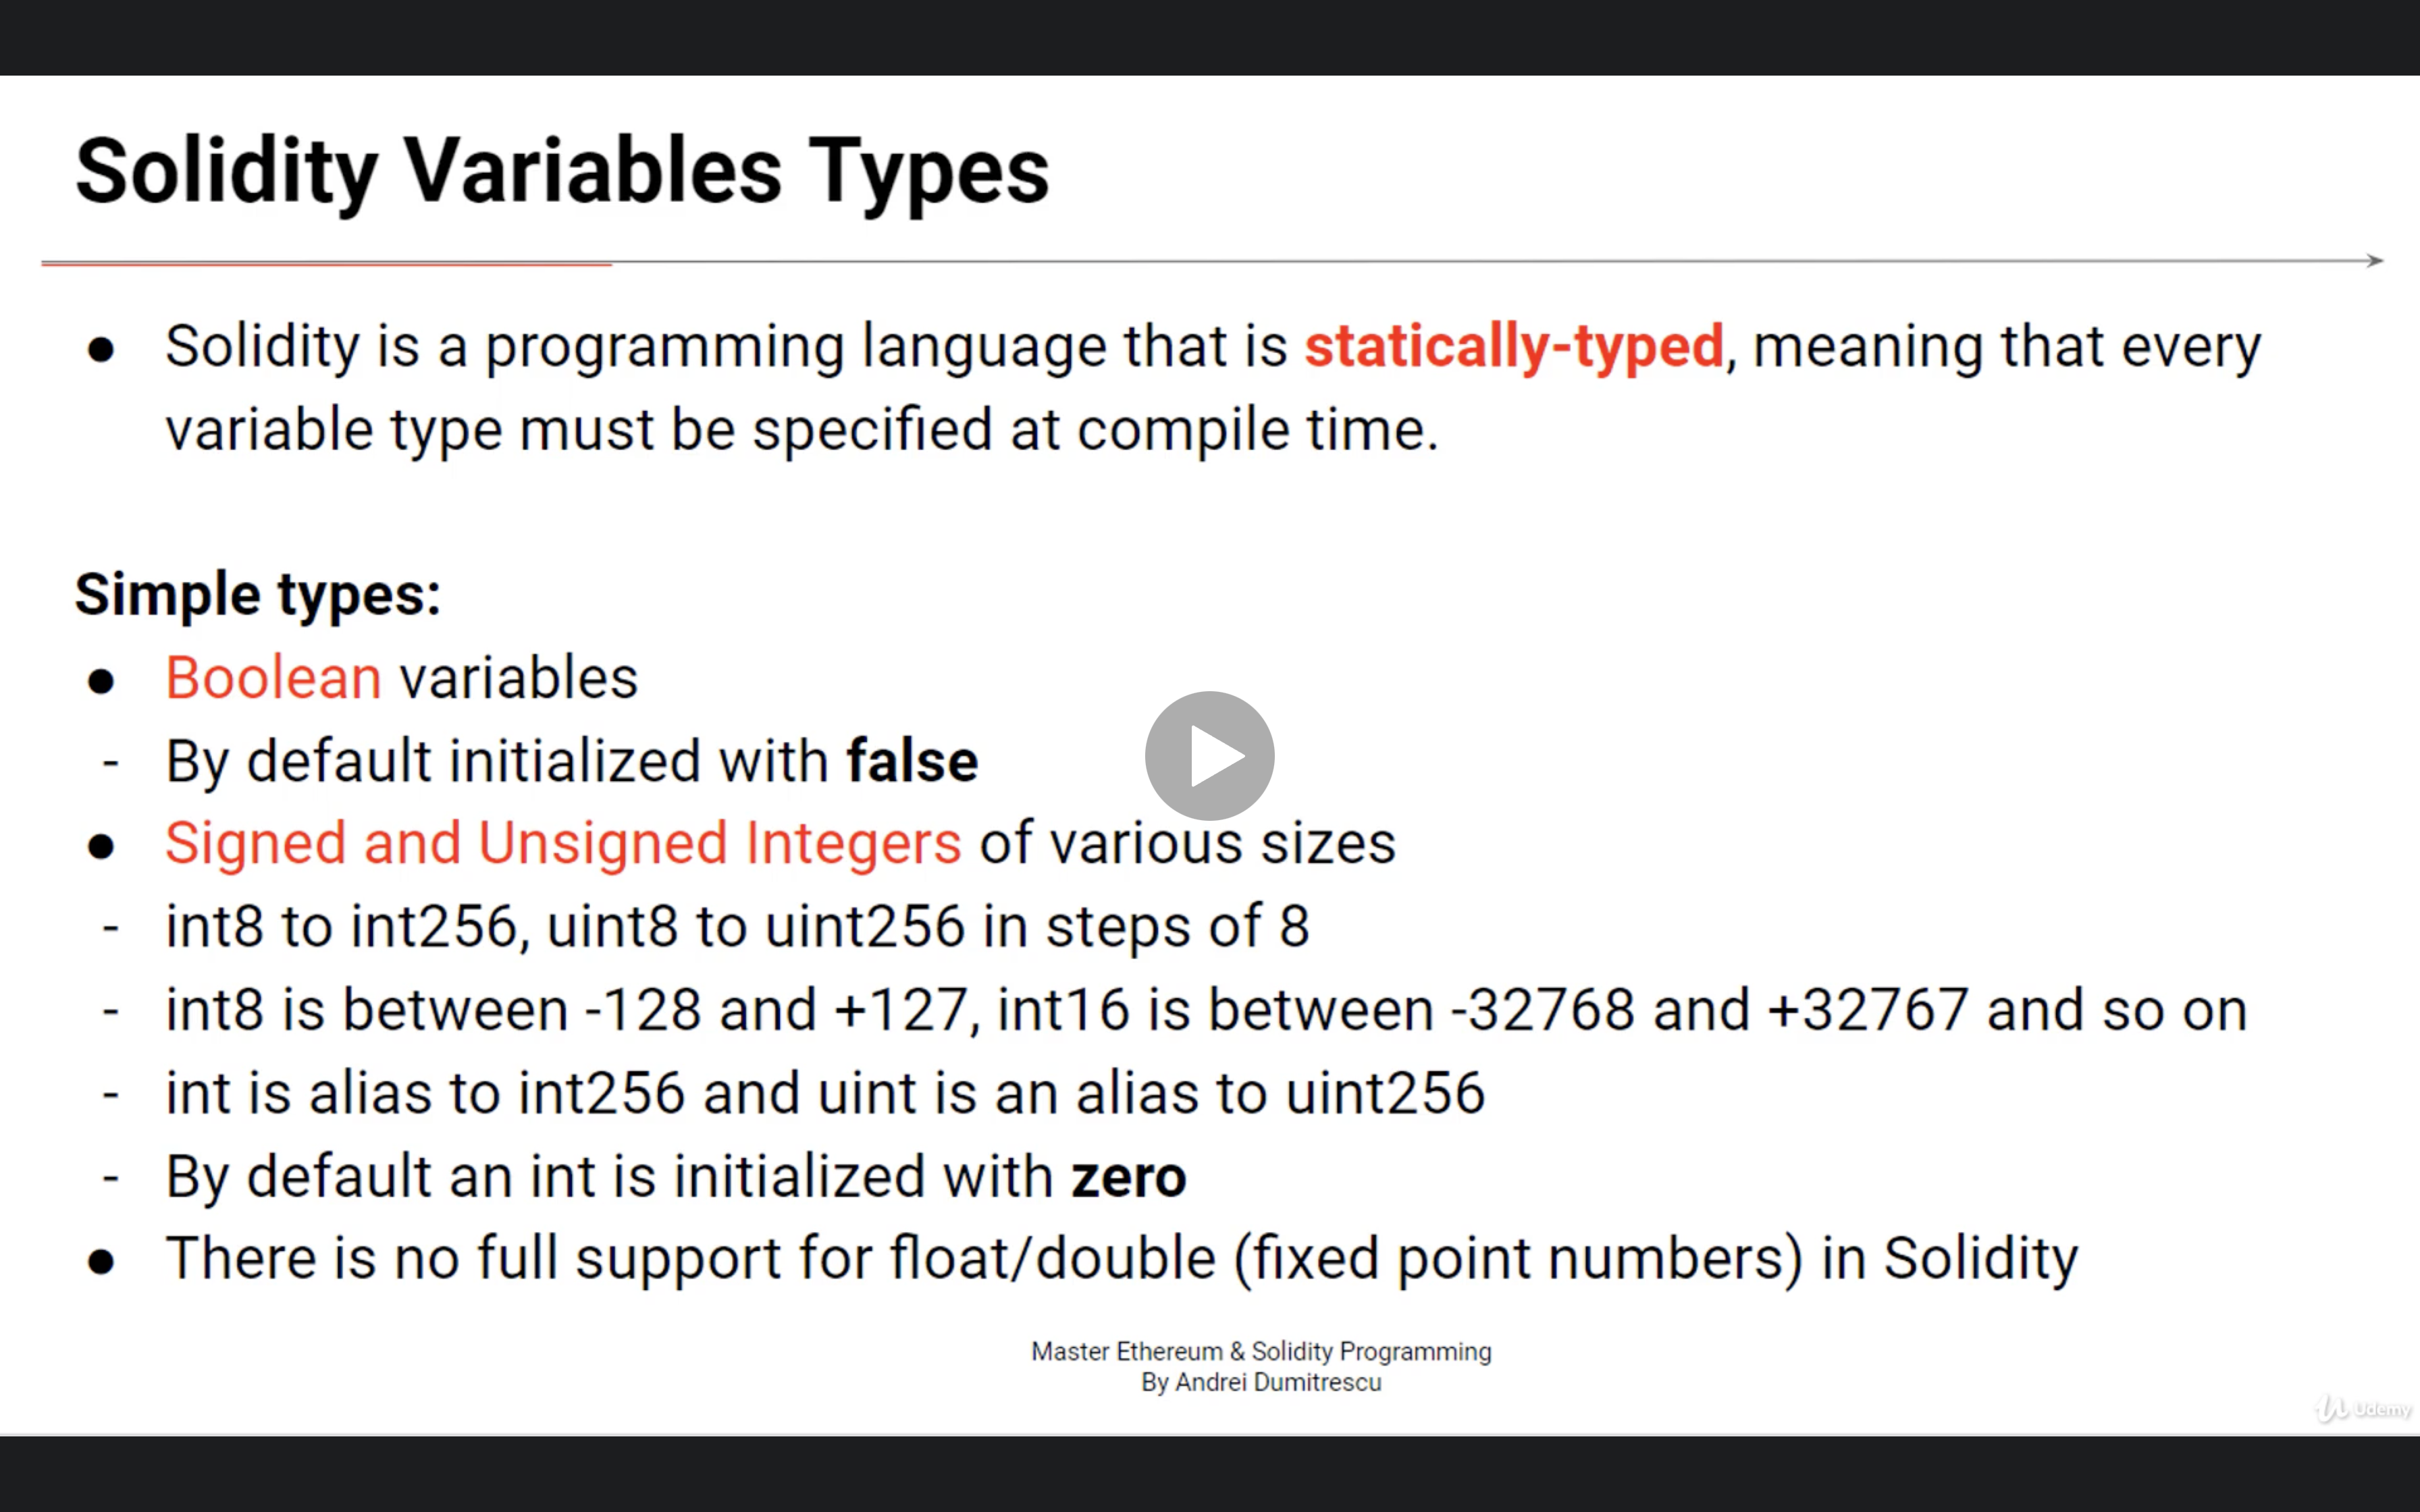 Solidity Variables Types
● Solidity is a programming language that is statically-typed, meaning that every
variable type must be specified at compile time.
Simple types:
● Boolean variables
- By default initialized with false
● Signed and Unsigned Integers of various sizes
- int8 to int256, uint8 to uint256 in steps of 8
- int8 is between -128 and +127, int16 is between -32768 and +32767 and so on
- int is alias to int256 and uint is an alias to uint256
- By default an int is initialized with zero
● There is no full support for float/double (fixed point numbers) in Solidity
Master Ethereum & Solidity Programming
By Andrei Dumitrescu
Udemy